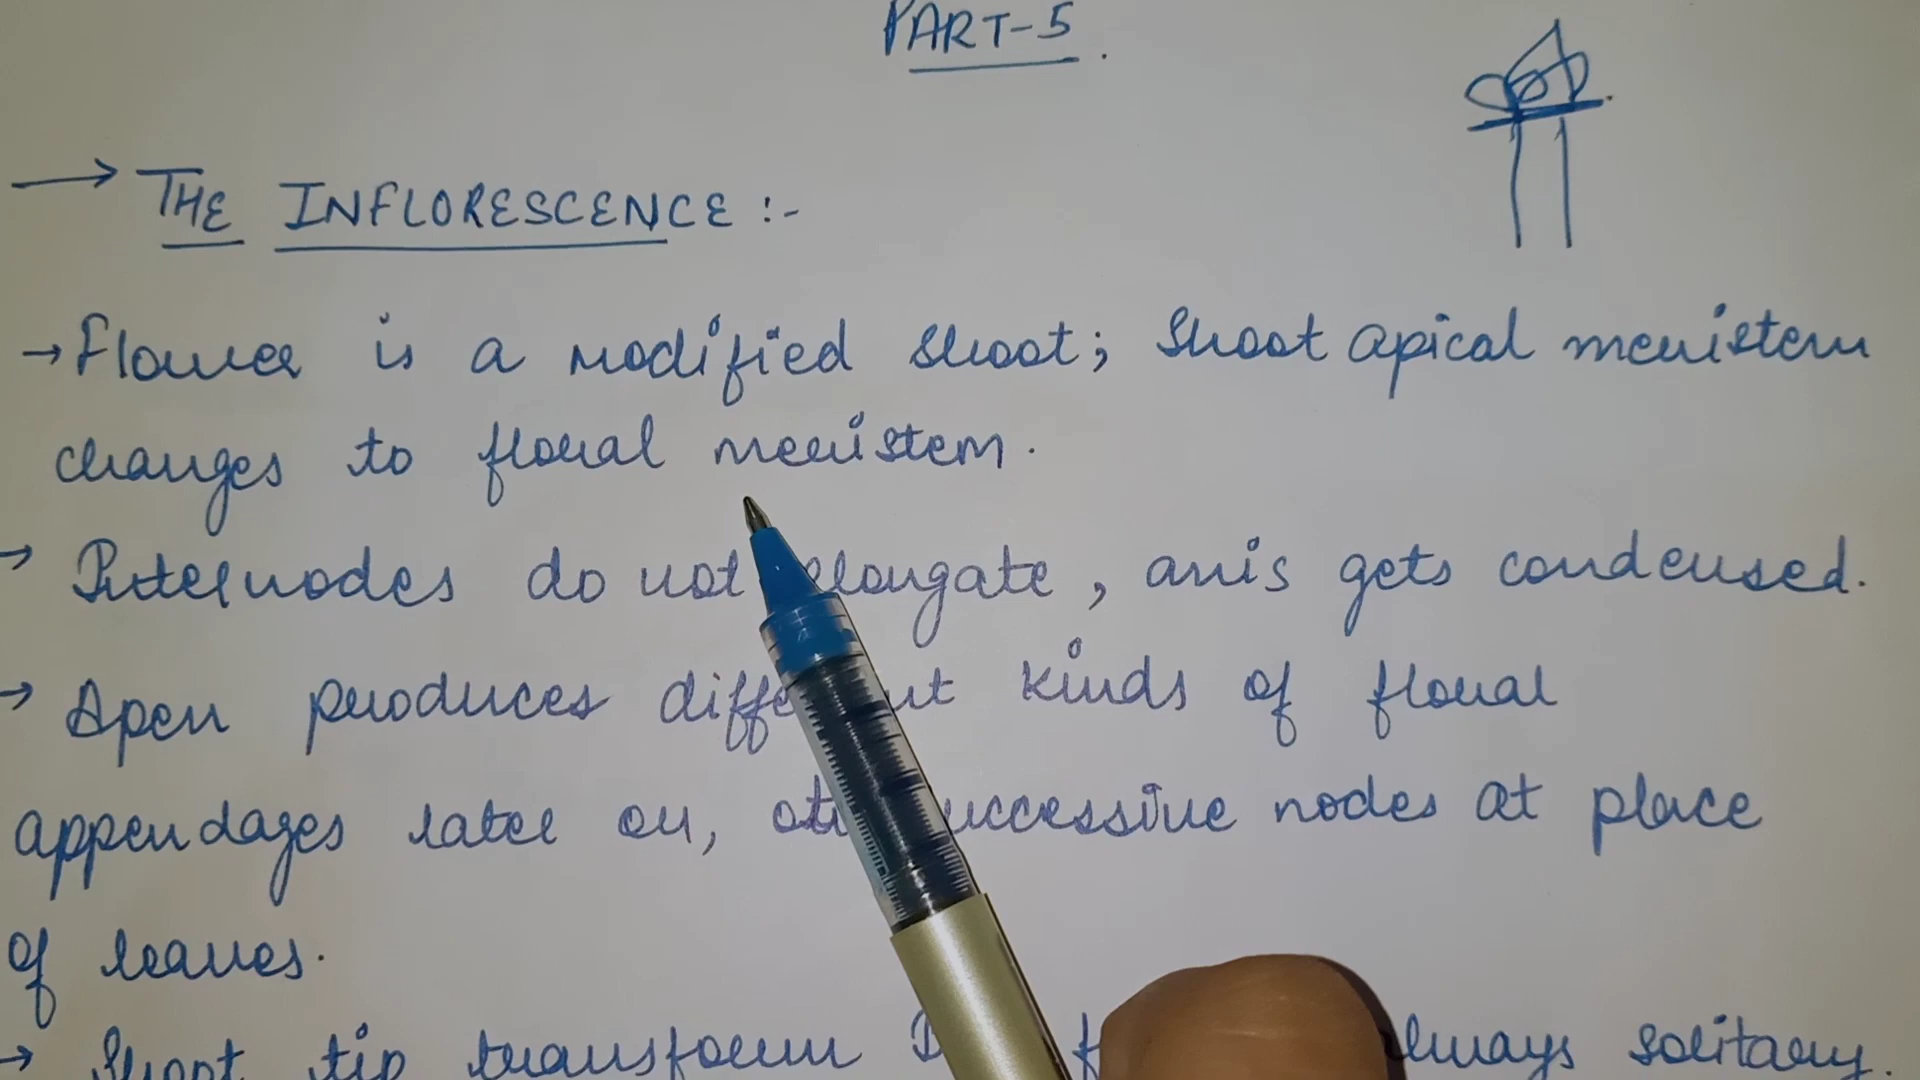 PART-5.
→ THE INFLORESCENCE :-
→ Flower is a modified shoot; Shoot apical meristem
changes to floral meristem.
→ Internodes do not elongate, axis gets condensed.
→ Apex produces different kinds of floral
appendages later on, successive nodes at place
of leaves.
→ Shoot tip transform always solitary.